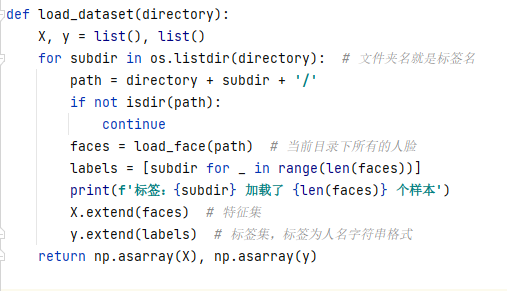 def load_dataset(directory):
    X, y = list(), list()
    for subdir in os.listdir(directory):  # 文件夹名就是标签名
        path = directory + subdir + '/'
        if not isdir(path):
            continue
        faces = load_face(path)  # 当前目录下所有的人脸
        labels = [subdir for _ in range(len(faces))]
        print(f'标签：{subdir} 加载了 {len(faces)} 个样本')
        X.extend(faces)  # 特征集
        y.extend(labels)  # 标签集，标签为人名字符串格式
    return np.asarray(X), np.asarray(y)